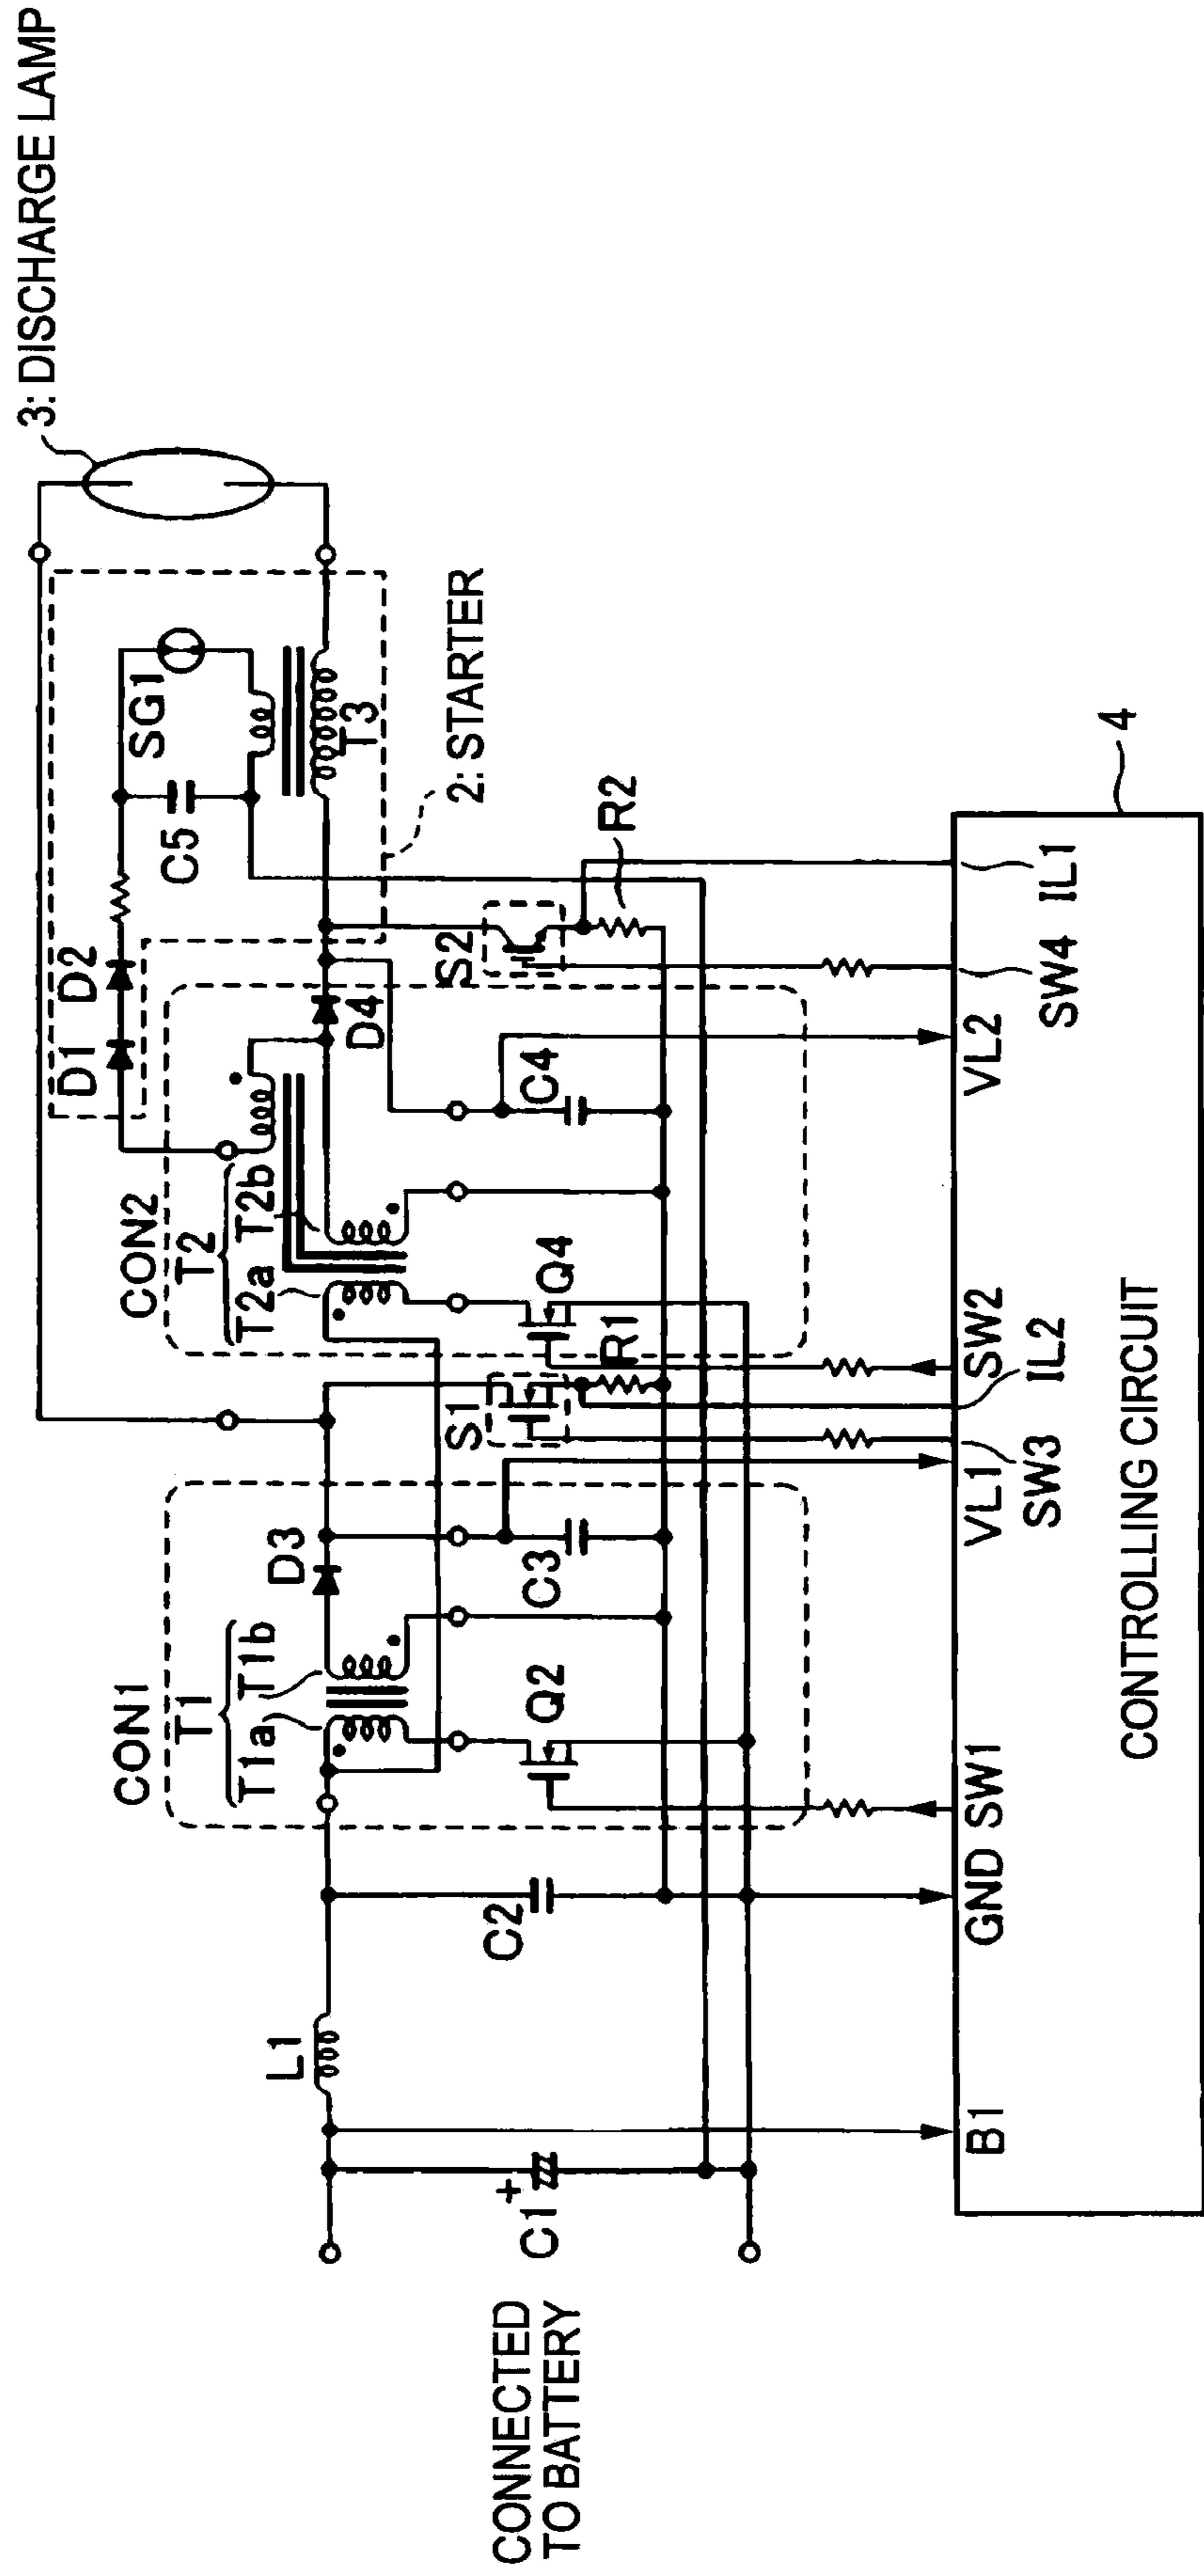 3: DISCHARGE LAMP
D1
D2
C5
SG1
T3
2: STARTER
CON2
T2
T2a
T2b
D4
S2
R2
C4
Q4
R1
S1
CON1
T1
T1a
T1b
D3
C3
Q2
C2
L1
+
C1
CONNECTED
TO BATTERY
B1
GND
SW1
VL1
SW3
IL2
SW2
VL2
SW4
IL1
4
CONTROLLING CIRCUIT